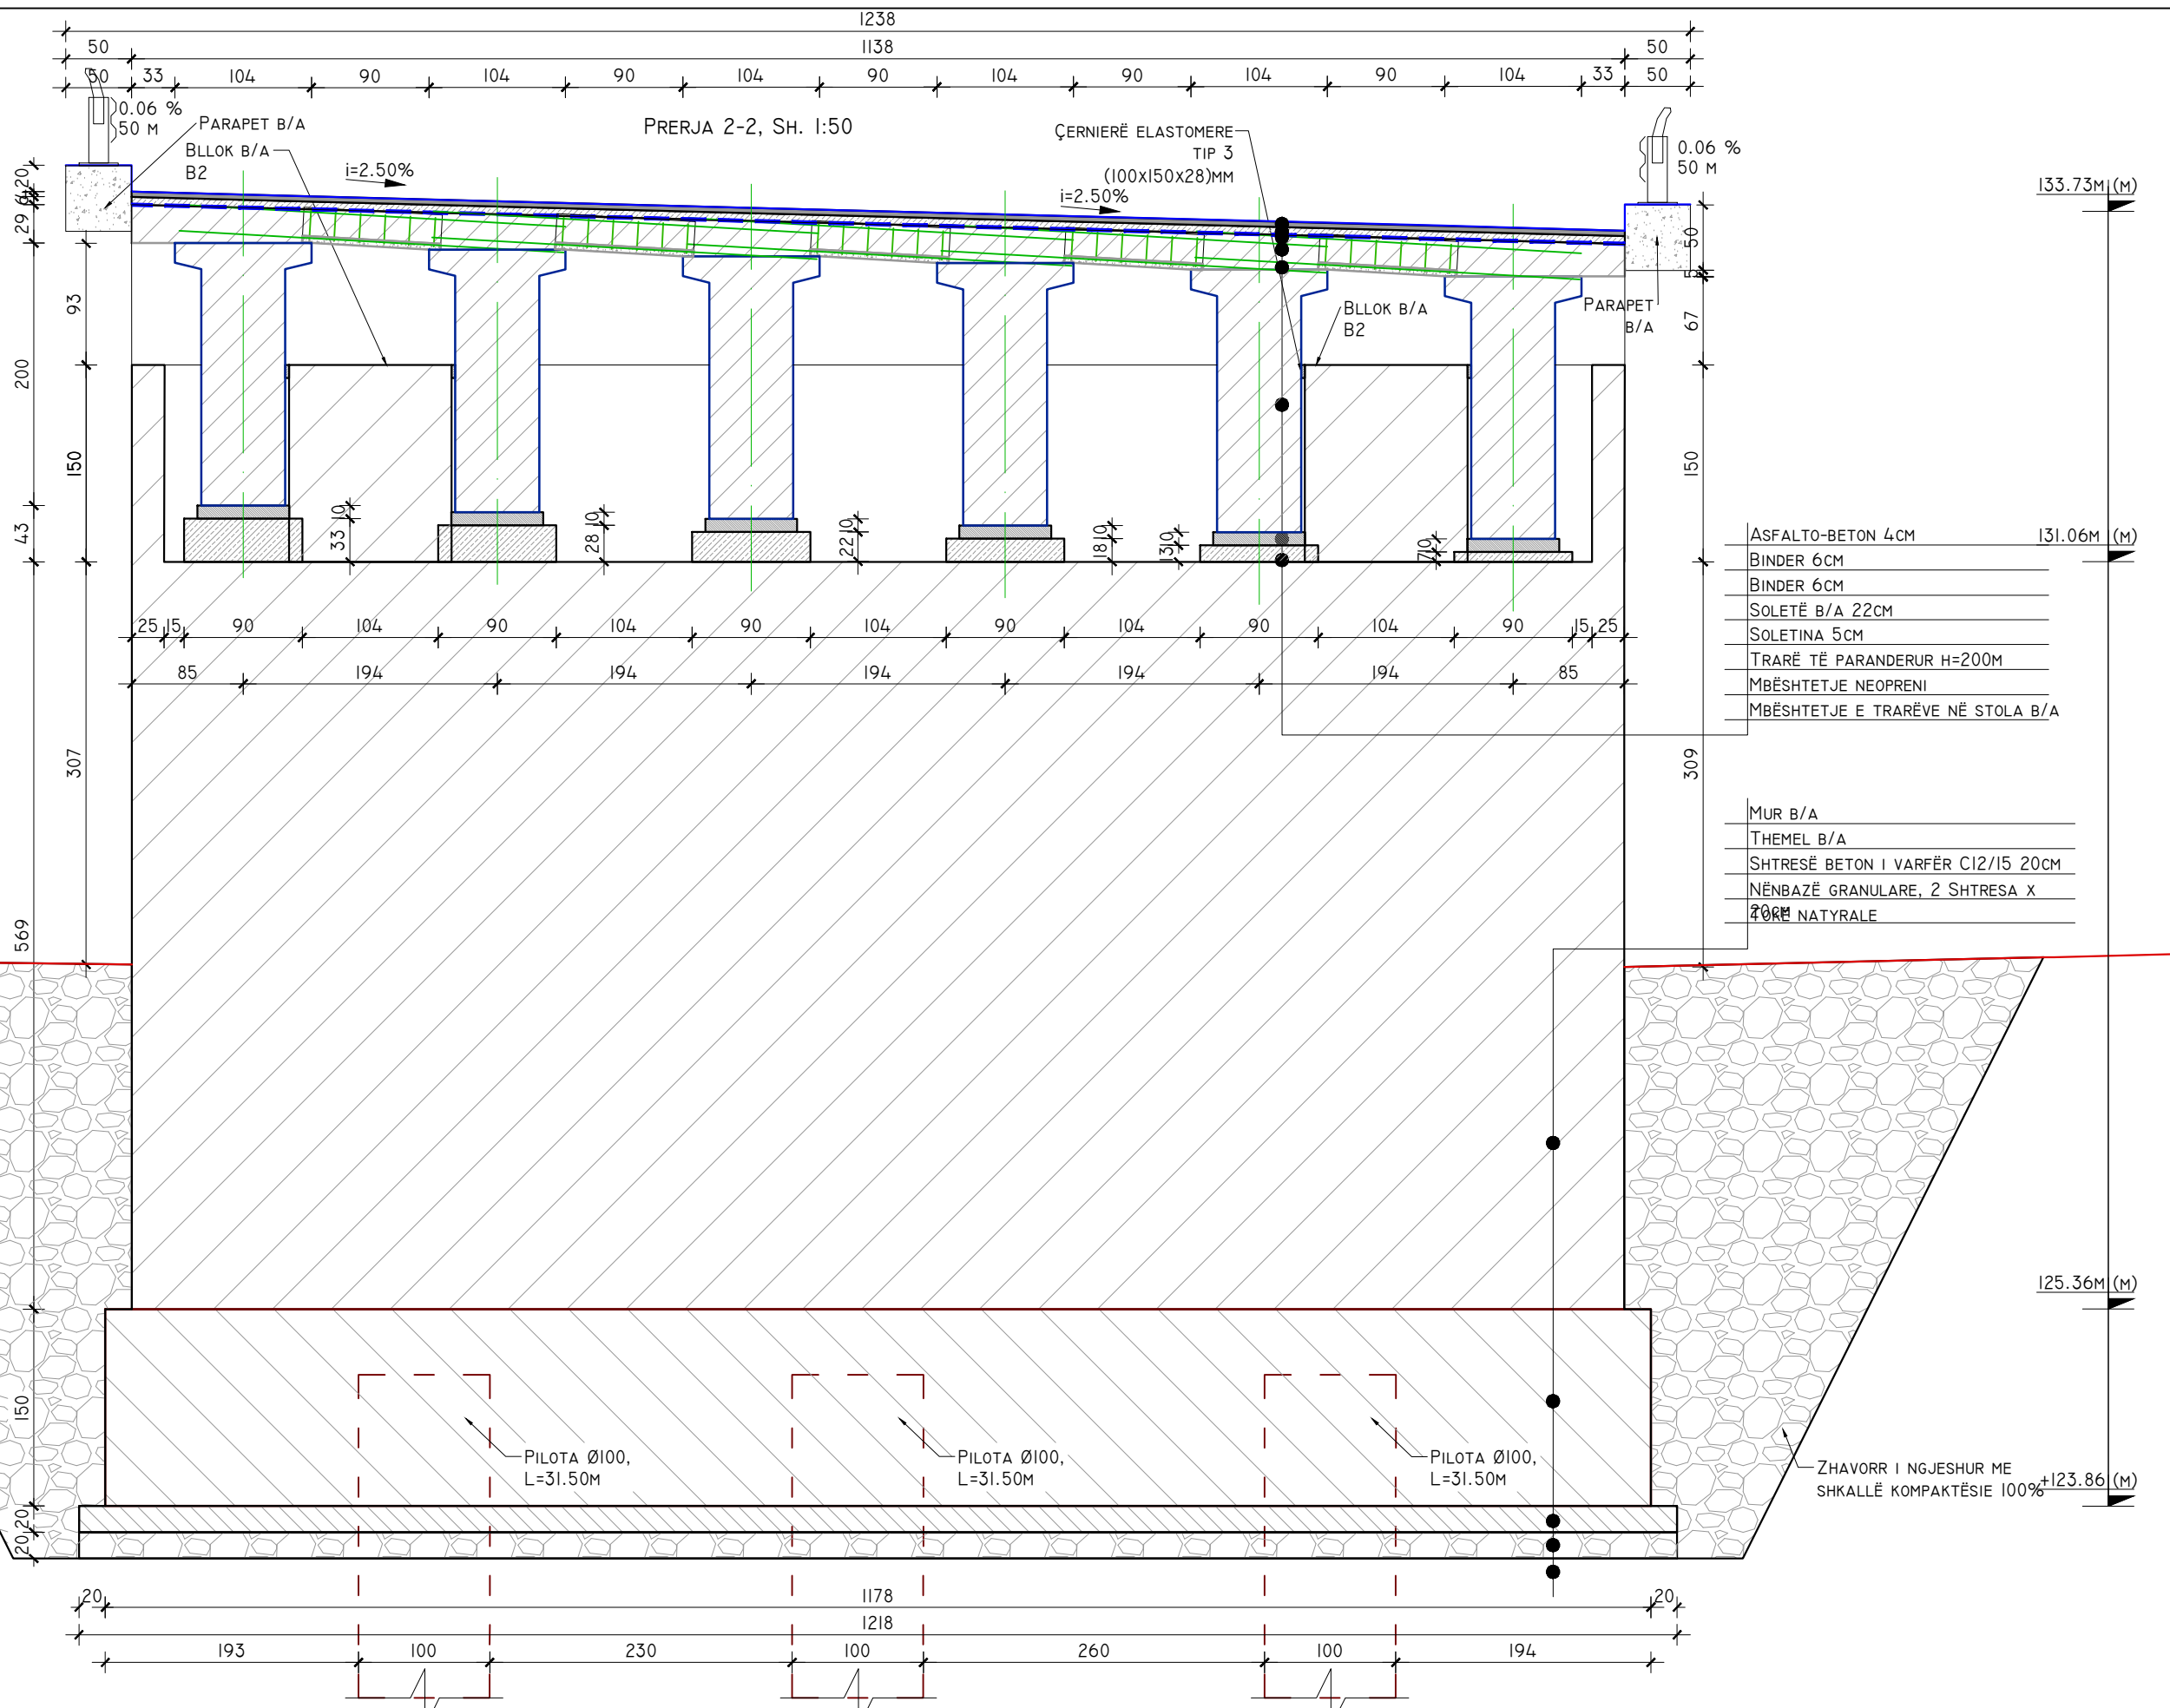 1238
50
1138
50
50
33
104
90
104
90
104
90
104
90
104
90
104
33
50
0.06 %
50 M
PARAPET B/A
BLLOK B/A
B2
PRERJA 2-2, SH. 1:50
ÇERNIERË ELASTOMERE
TIP 3
(100X150X28)MM
0.06 %
50 M
i=2.50%
i=2.50%
133.73M (M)
20
29
93
200
150
43
50
67
150
BLLOK B/A
B2
PARAPET
B/A
33
10
28
10
22
10
18
10
13
10
7
10
ASFALTO-BETON 4CM
BINDER 6CM
BINDER 6CM
SOLETË B/A 22CM
SOLETINA 5CM
TRARË TË PARANDERUR H=200M
MBËSHTETJE NEOPRENI
MBËSHTETJE E TRARËVE NË STOLA B/A
131.06M (M)
25
15
90
104
90
104
90
104
90
104
90
104
90
15
25
85
194
194
194
194
194
85
307
309
569
MUR B/A
THEMEL B/A
SHTRESË BETON I VARFËR C12/15 20CM
NËNBAZË GRANULARE, 2 SHTRESA X
20CM
TOKË NATYRALE
125.36M (M)
150
PILOTA Ø100,
L=31.50M
PILOTA Ø100,
L=31.50M
PILOTA Ø100,
L=31.50M
ZHAVORR I NGJESHUR ME
SHKALLË KOMPAKTËSIE 100%
+123.86 (M)
20
20
20
1178
20
1218
193
100
230
100
260
100
194